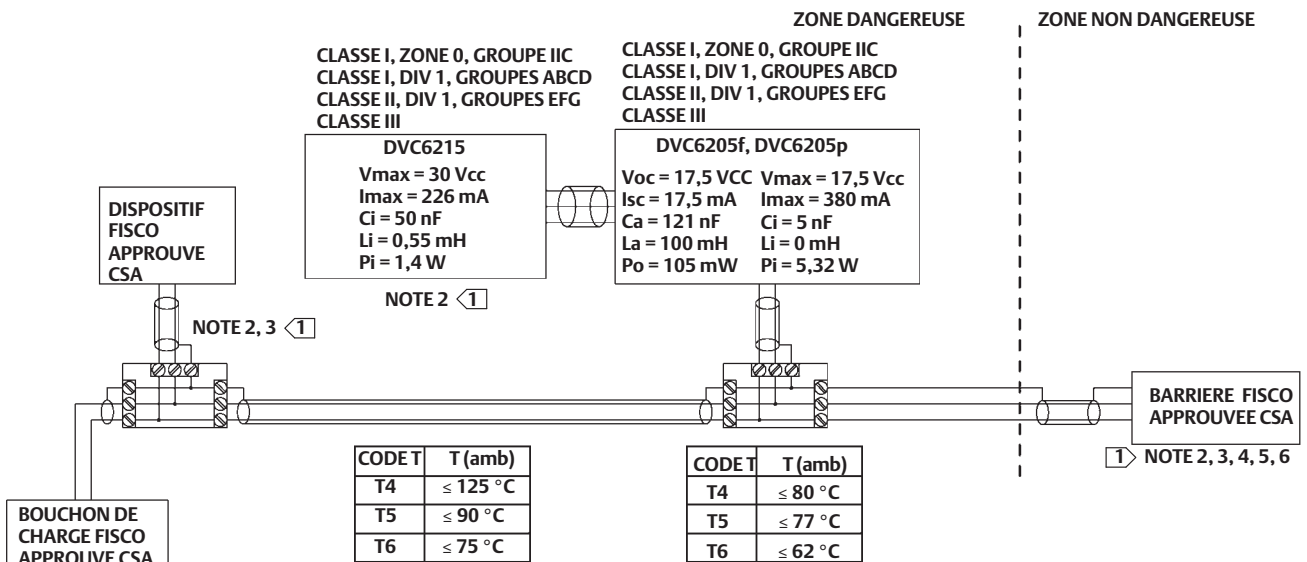 ZONE DANGEREUSE
ZONE NON DANGEREUSE
CLASSE I, ZONE 0, GROUPE IIC
CLASSE I, DIV 1, GROUPES ABCD
CLASSE II, DIV 1, GROUPES EFG
CLASSE III
CLASSE I, ZONE 0, GROUPE IIC
CLASSE I, DIV 1, GROUPES ABCD
CLASSE II, DIV 1, GROUPES EFG
CLASSE III
DVC6215
Vmax = 30 Vcc
Imax = 226 mA
Ci = 50 nF
Li = 0,55 mH
Pi = 1,4 W
NOTE 2 1
DVC6205f, DVC6205p
Voc = 17,5 VCC Vmax = 17,5 Vcc
Isc = 17,5 mA Imax = 380 mA
Ca = 121 nF Ci = 5 nF
La = 100 mH Li = 0 mH
Po = 105 mW Pi = 5,32 W
DISPOSITIF
FISCO
APPROUVE
CSA
NOTE 2, 3 1
BARRIERE FISCO
APPROUVEE CSA
1 NOTE 2, 3, 4, 5, 6
CODE T T (amb)
T4 ≤ 125 °C
T5 ≤ 90 °C
T6 ≤ 75 °C
CODE T T (amb)
T4 ≤ 80 °C
T5 ≤ 77 °C
T6 ≤ 62 °C
BOUCHON DE
CHARGE FISCO
APPROUVE CSA